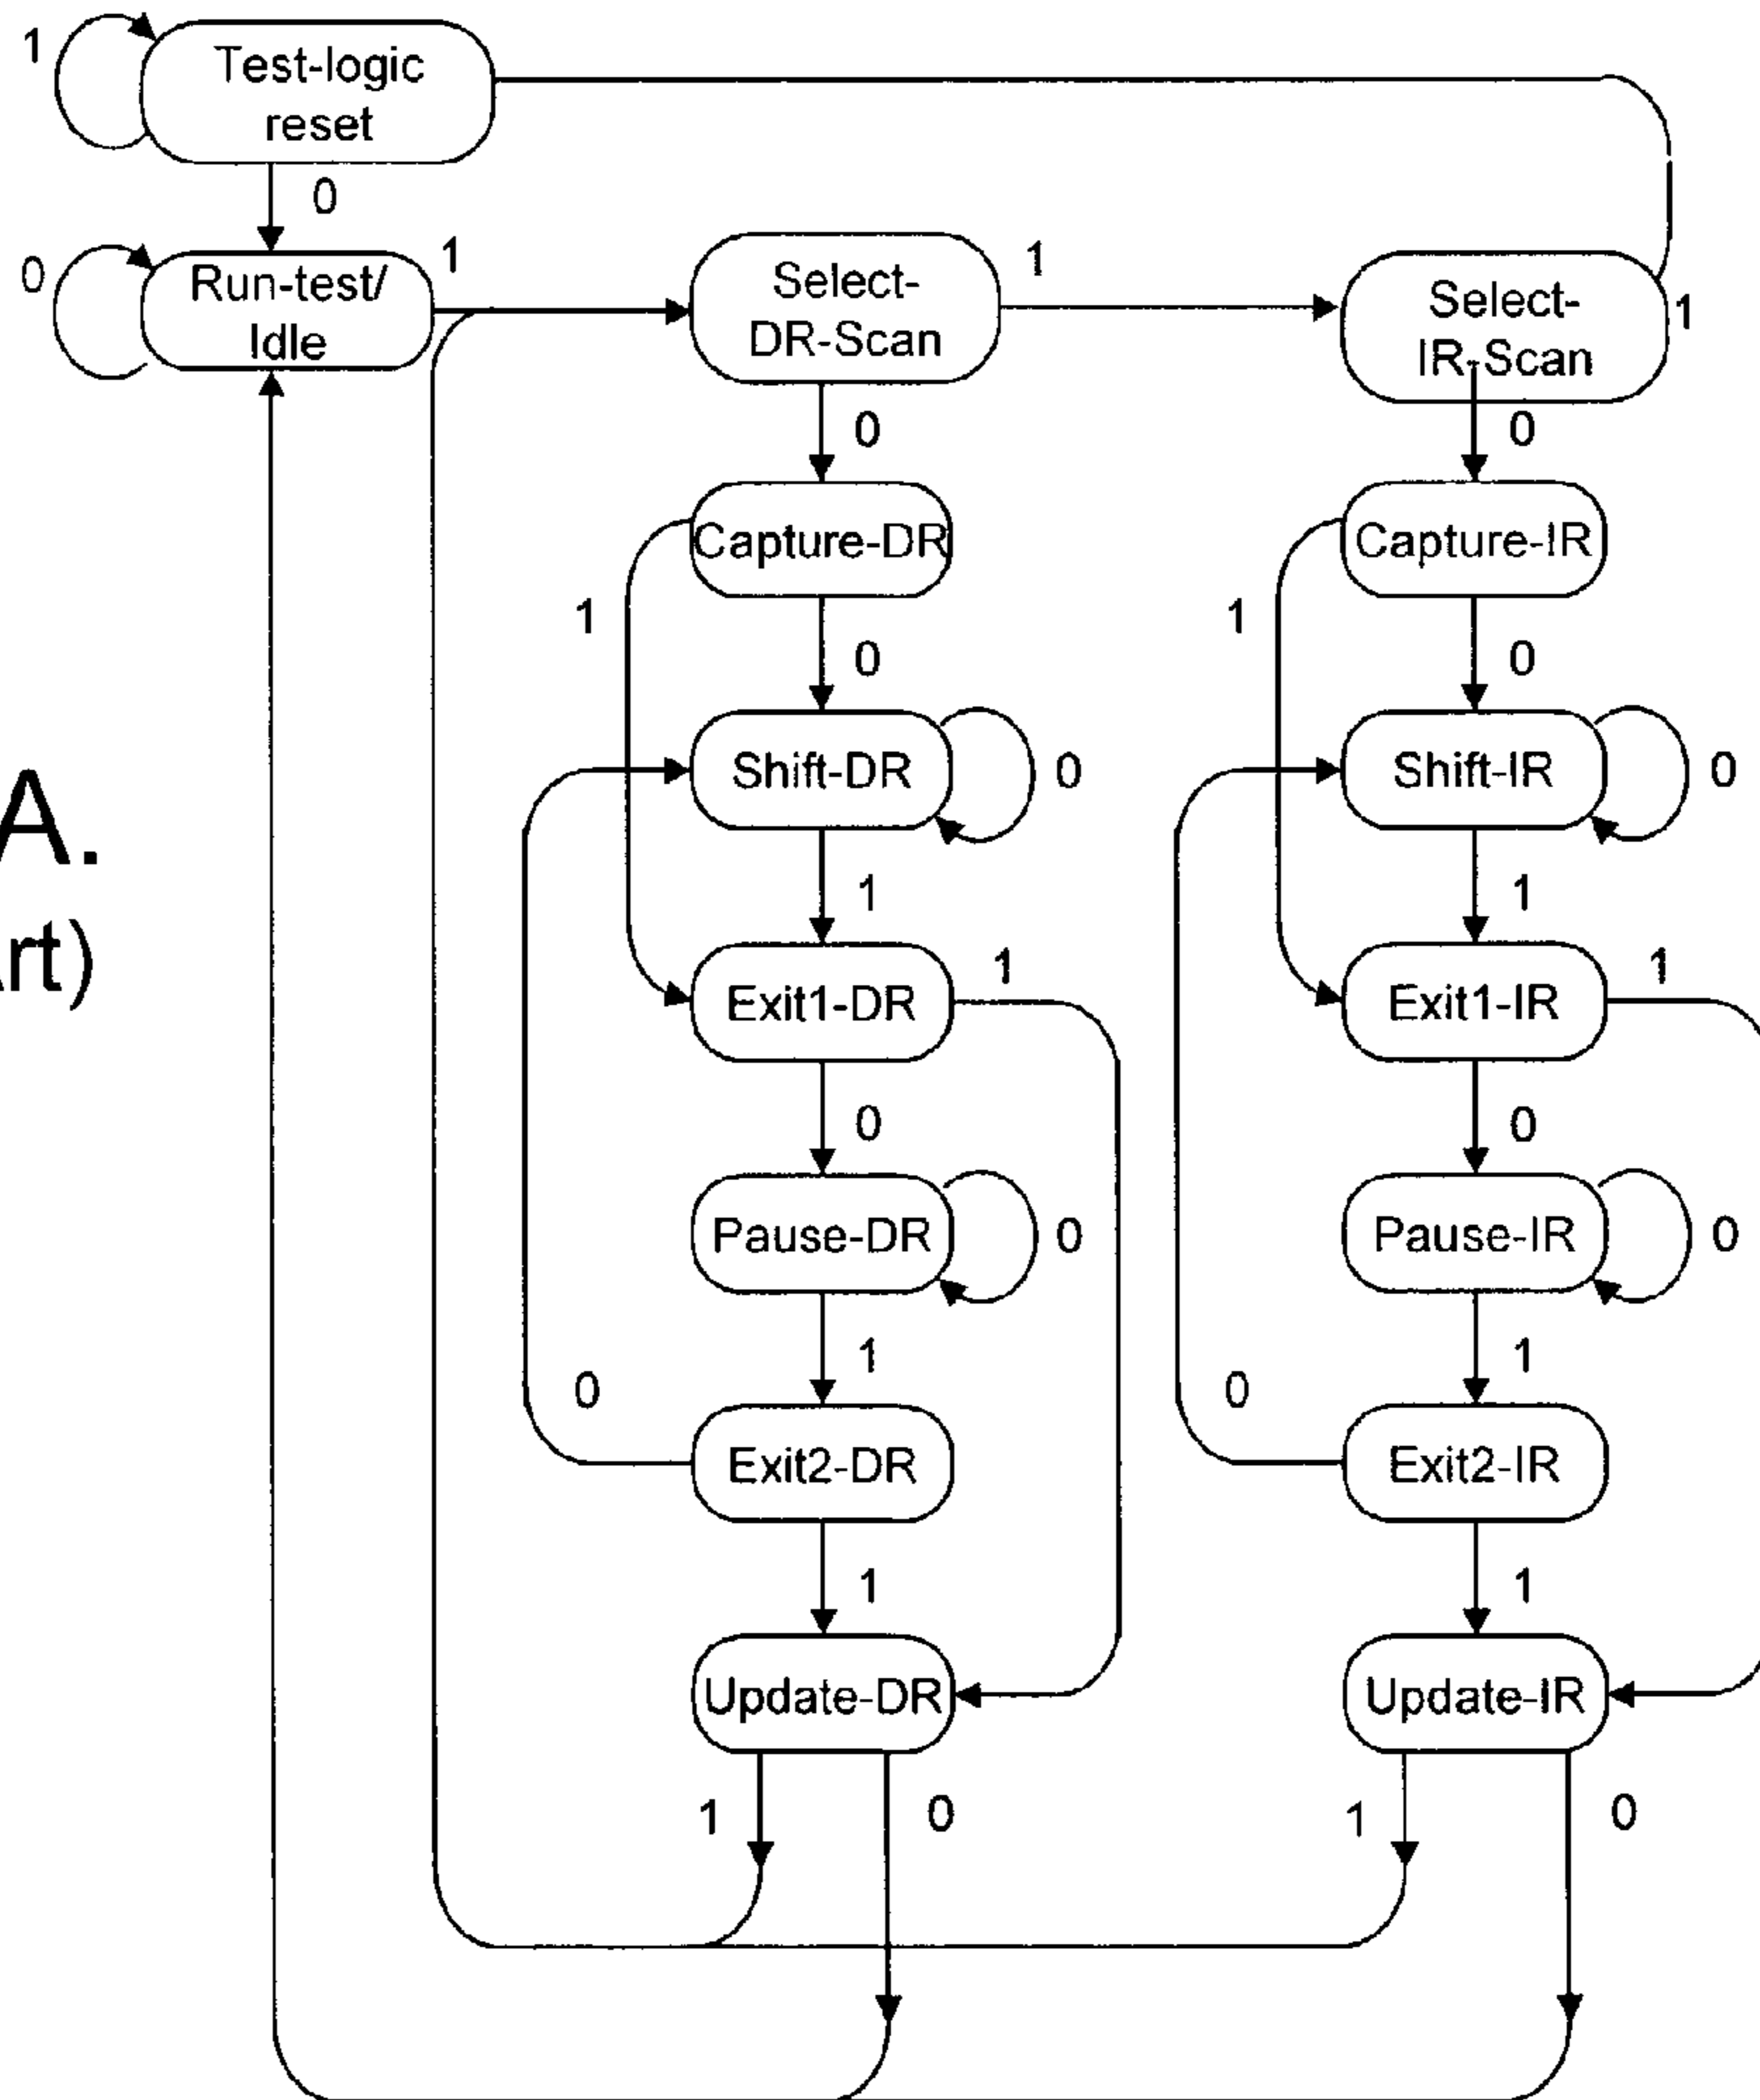 1
Test-logic
reset
0
0
Run-test/
Idle
1
Select-
DR-Scan
1
Select-
IR-Scan
1
0
0
Capture-DR
Capture-IR
1
0
1
0
A.
Shift-DR
0
Shift-IR
0
1
1
Art)
Exit1-DR
1
Exit1-IR
1
0
0
Pause-DR
0
Pause-IR
0
1
1
0
0
Exit2-DR
Exit2-IR
1
1
Update-DR
Update-IR
1
0
1
0